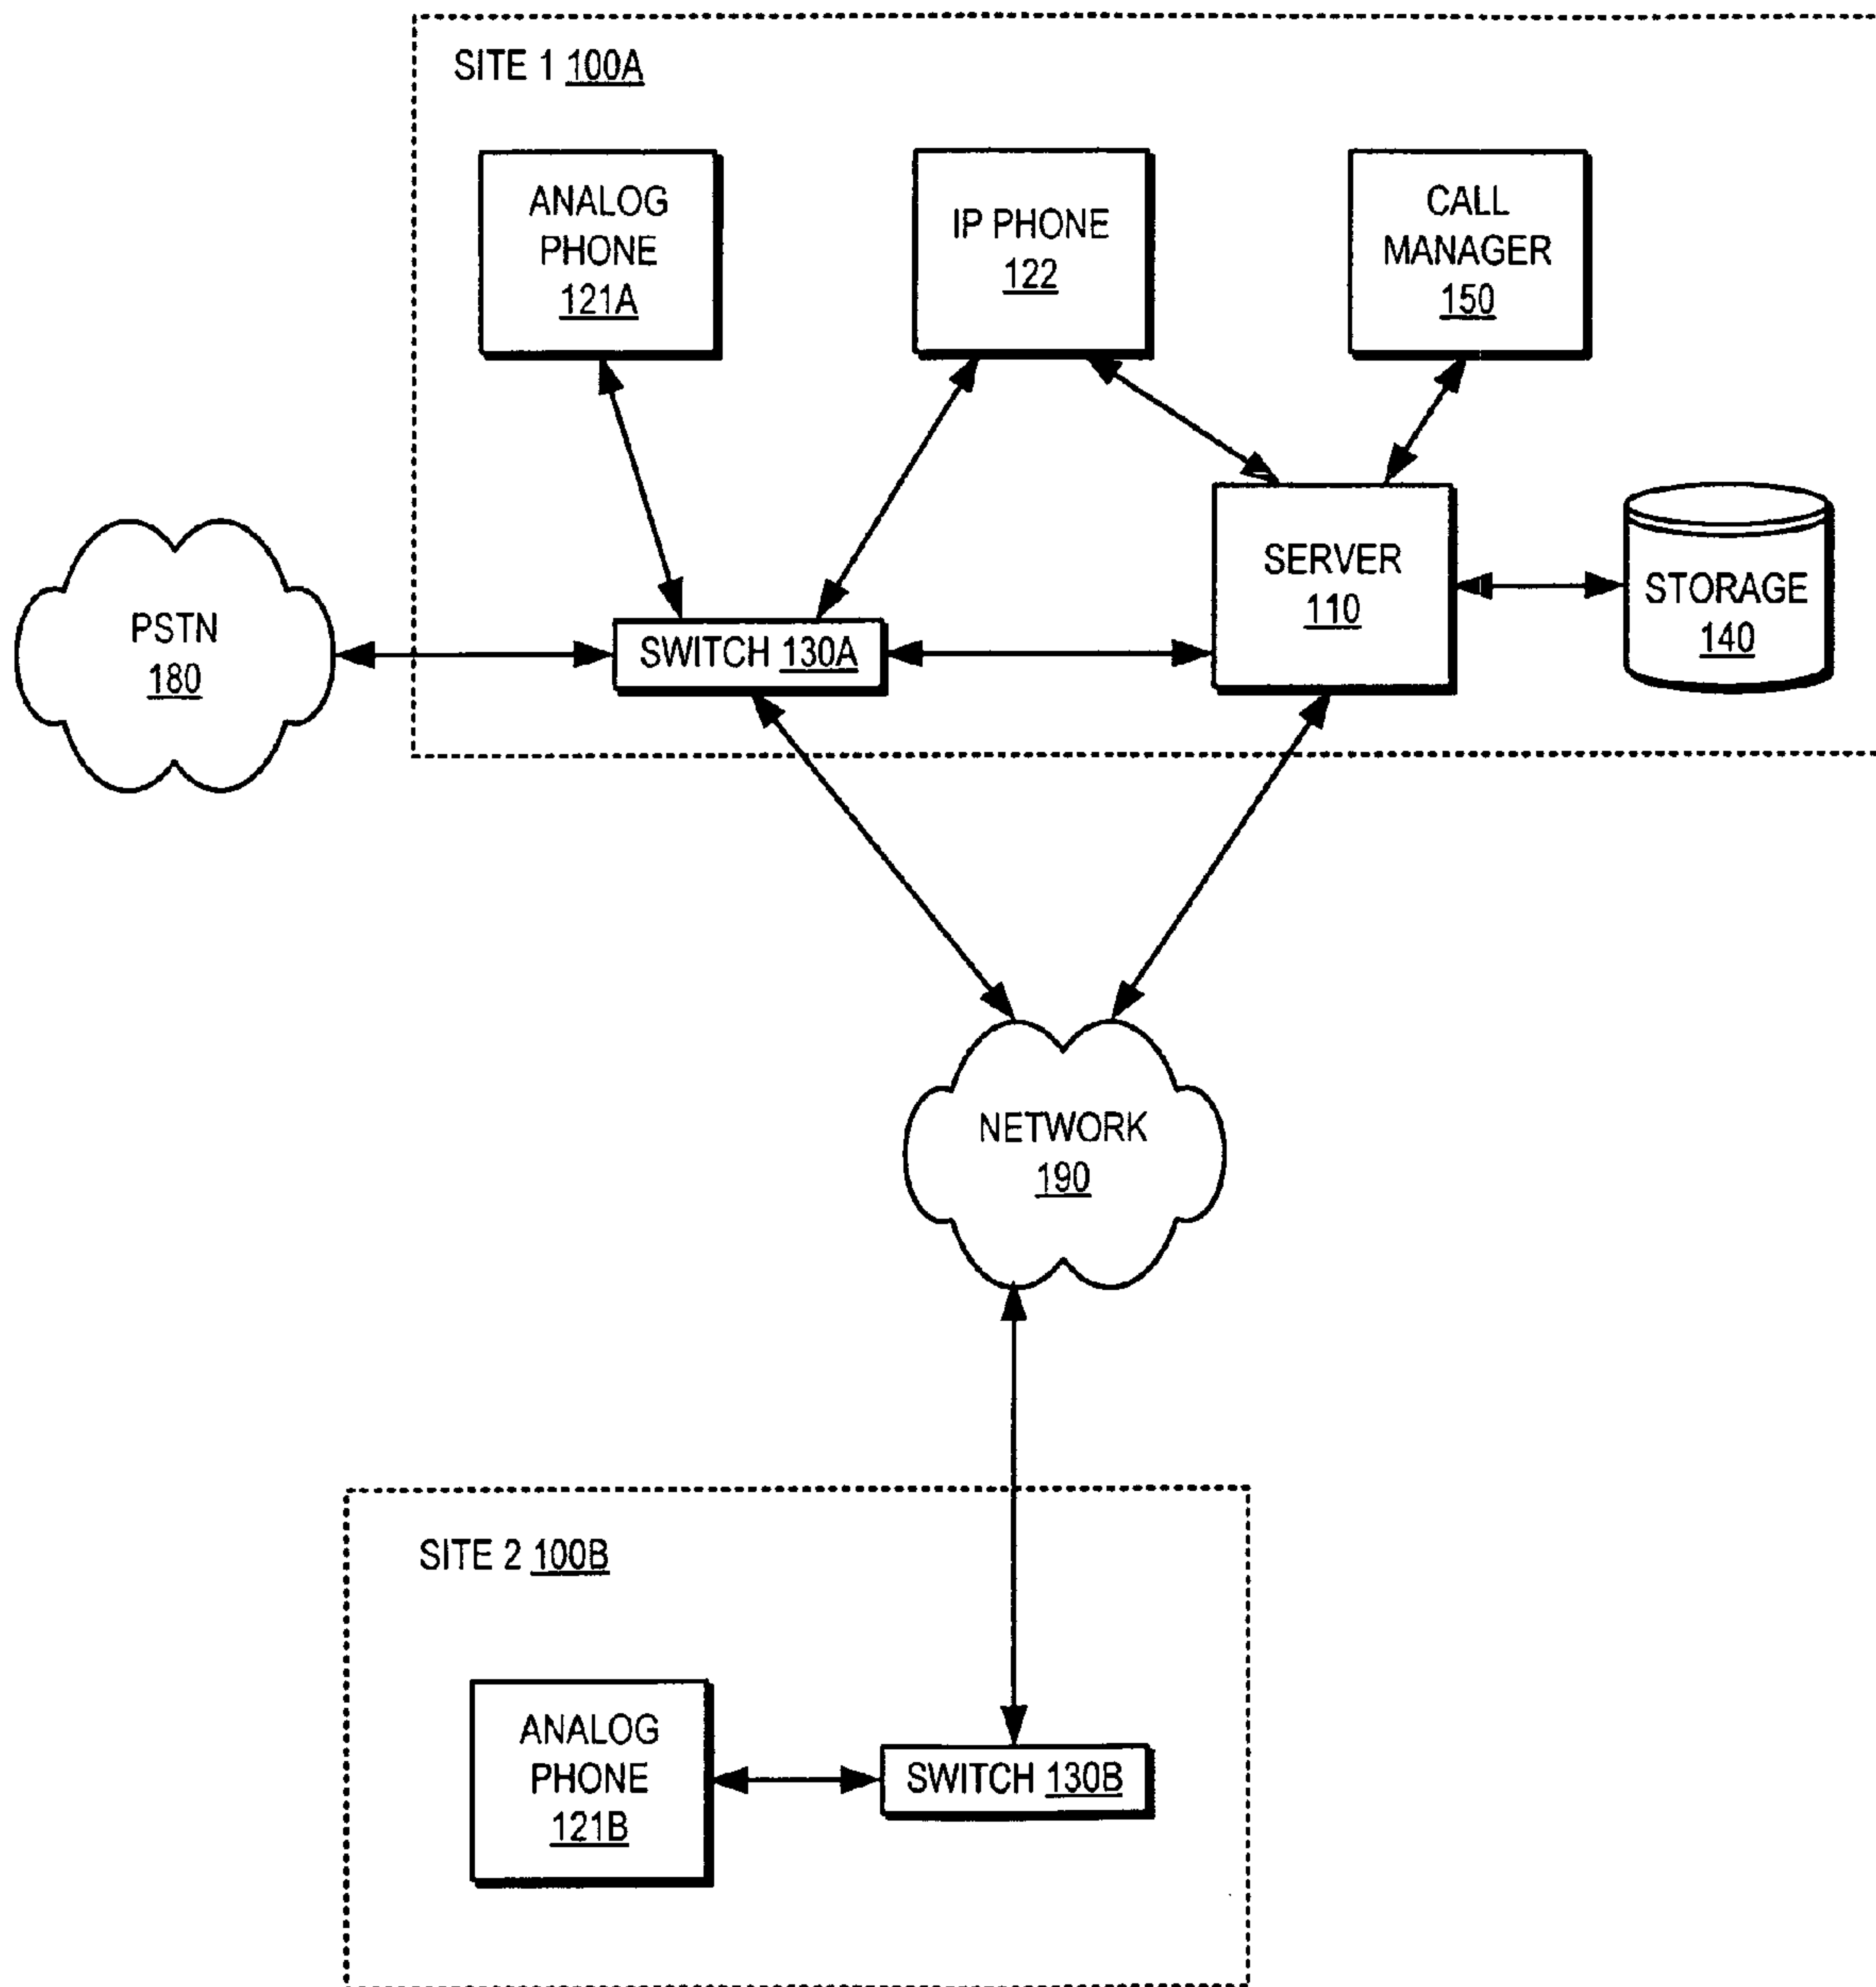 SITE 1 100A
ANALOG
PHONE
121A
IP PHONE
122
CALL
MANAGER
150
PSTN
180
SWITCH 130A
SERVER
110
STORAGE
140
NETWORK
190
SITE 2 100B
ANALOG
PHONE
121B
SWITCH 130B